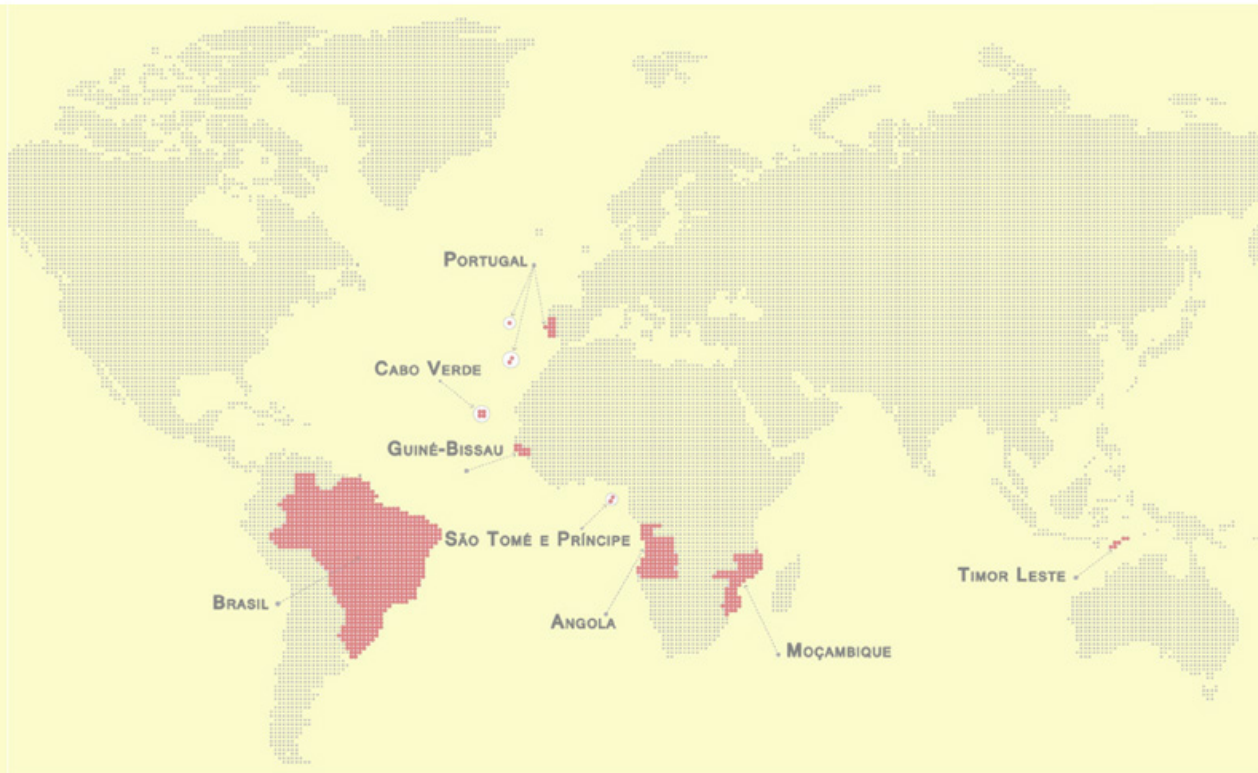 Portugal
Cabo Verde
Guiné-Bissau
São Tomé e Príncipe
Brasil
Angola
Moçambique
Timor Leste